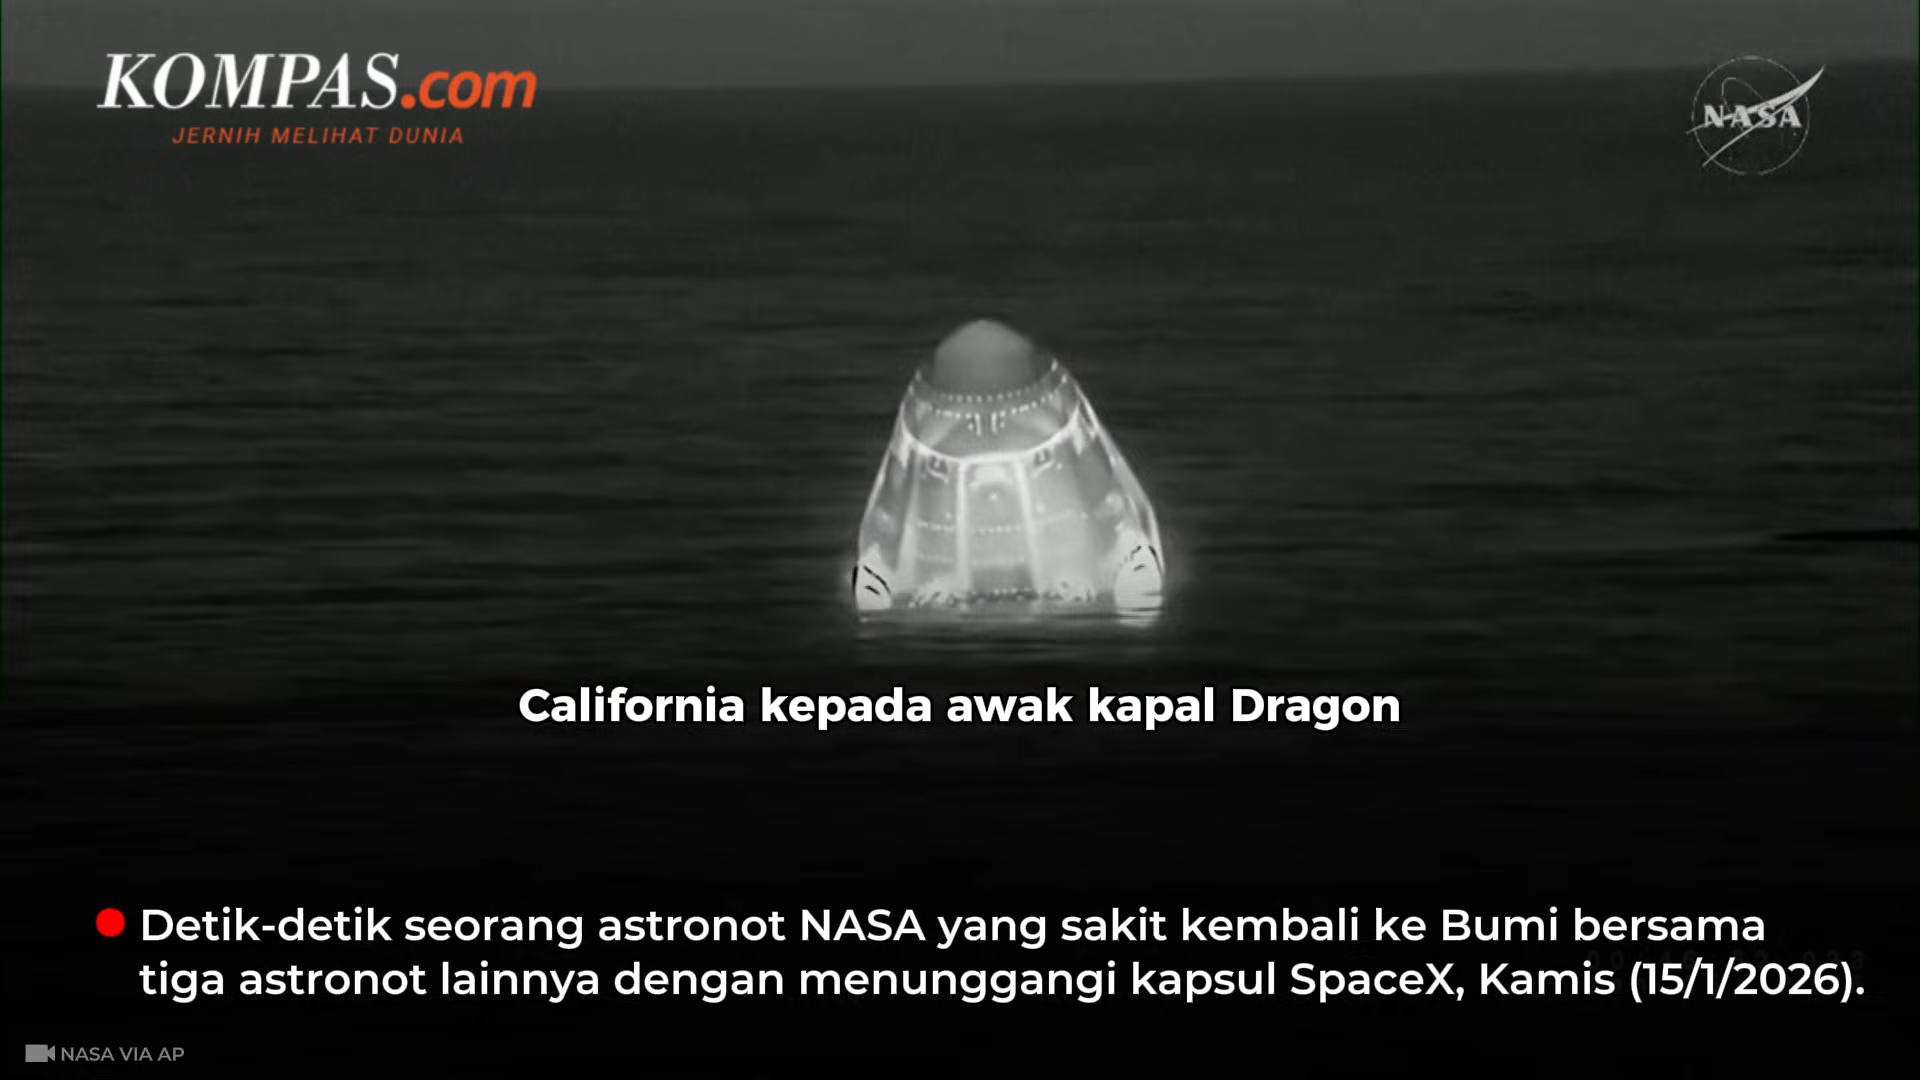 KOMPAS.com
JERNIH MELIHAT DUNIA
NASA
California kepada awak kapal Dragon
Detik-detik seorang astronot NASA yang sakit kembali ke Bumi bersama
tiga astronot lainnya dengan menunggangi kapsul SpaceX, Kamis (15/1/2026).
NASA VIA AP